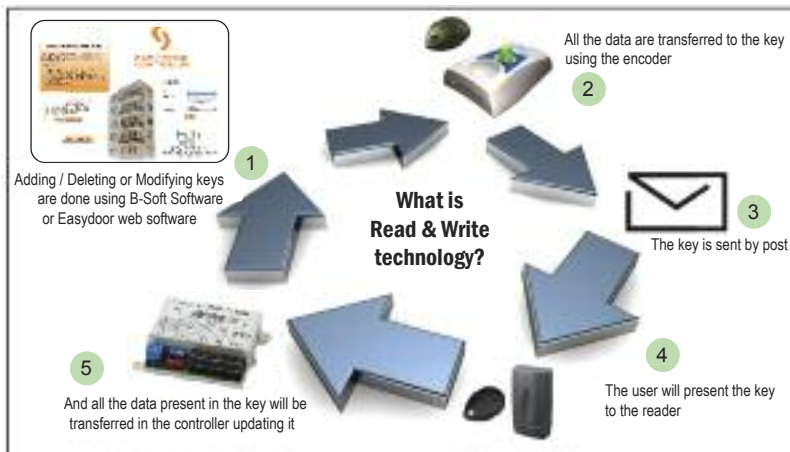 All the data are transferred to the key
using the encoder
2
1
Adding / Deleting or Modifying keys
are done using B-Soft Software
or Easydoor web software
What is
Read & Write
technology?
3
The key is sent by post
5
And all the data present in the key will be
transferred in the controller updating it
4
The user will present the key
to the reader